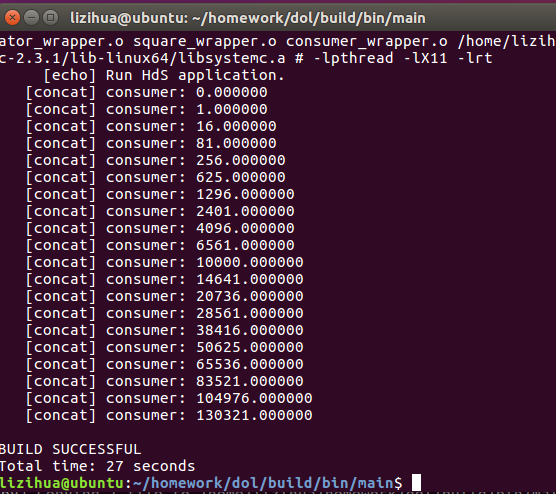 lizihua@ubuntu: ~/homework/dol/build/bin/main
ator_wrapper.o square_wrapper.o consumer_wrapper.o /home/lizih
c-2.3.1/lib-linux64/libsystemc.a # -lpthread -lX11 -lrt
[echo] Run HdS application.
[concat] consumer: 0.000000
[concat] consumer: 1.000000
[concat] consumer: 16.000000
[concat] consumer: 81.000000
[concat] consumer: 256.000000
[concat] consumer: 625.000000
[concat] consumer: 1296.000000
[concat] consumer: 2401.000000
[concat] consumer: 4096.000000
[concat] consumer: 6561.000000
[concat] consumer: 10000.000000
[concat] consumer: 14641.000000
[concat] consumer: 20736.000000
[concat] consumer: 28561.000000
[concat] consumer: 38416.000000
[concat] consumer: 50625.000000
[concat] consumer: 65536.000000
[concat] consumer: 83521.000000
[concat] consumer: 104976.000000
[concat] consumer: 130321.000000
BUILD SUCCESSFUL
Total time: 27 seconds
lizihua@ubuntu:~/homework/dol/build/bin/main$